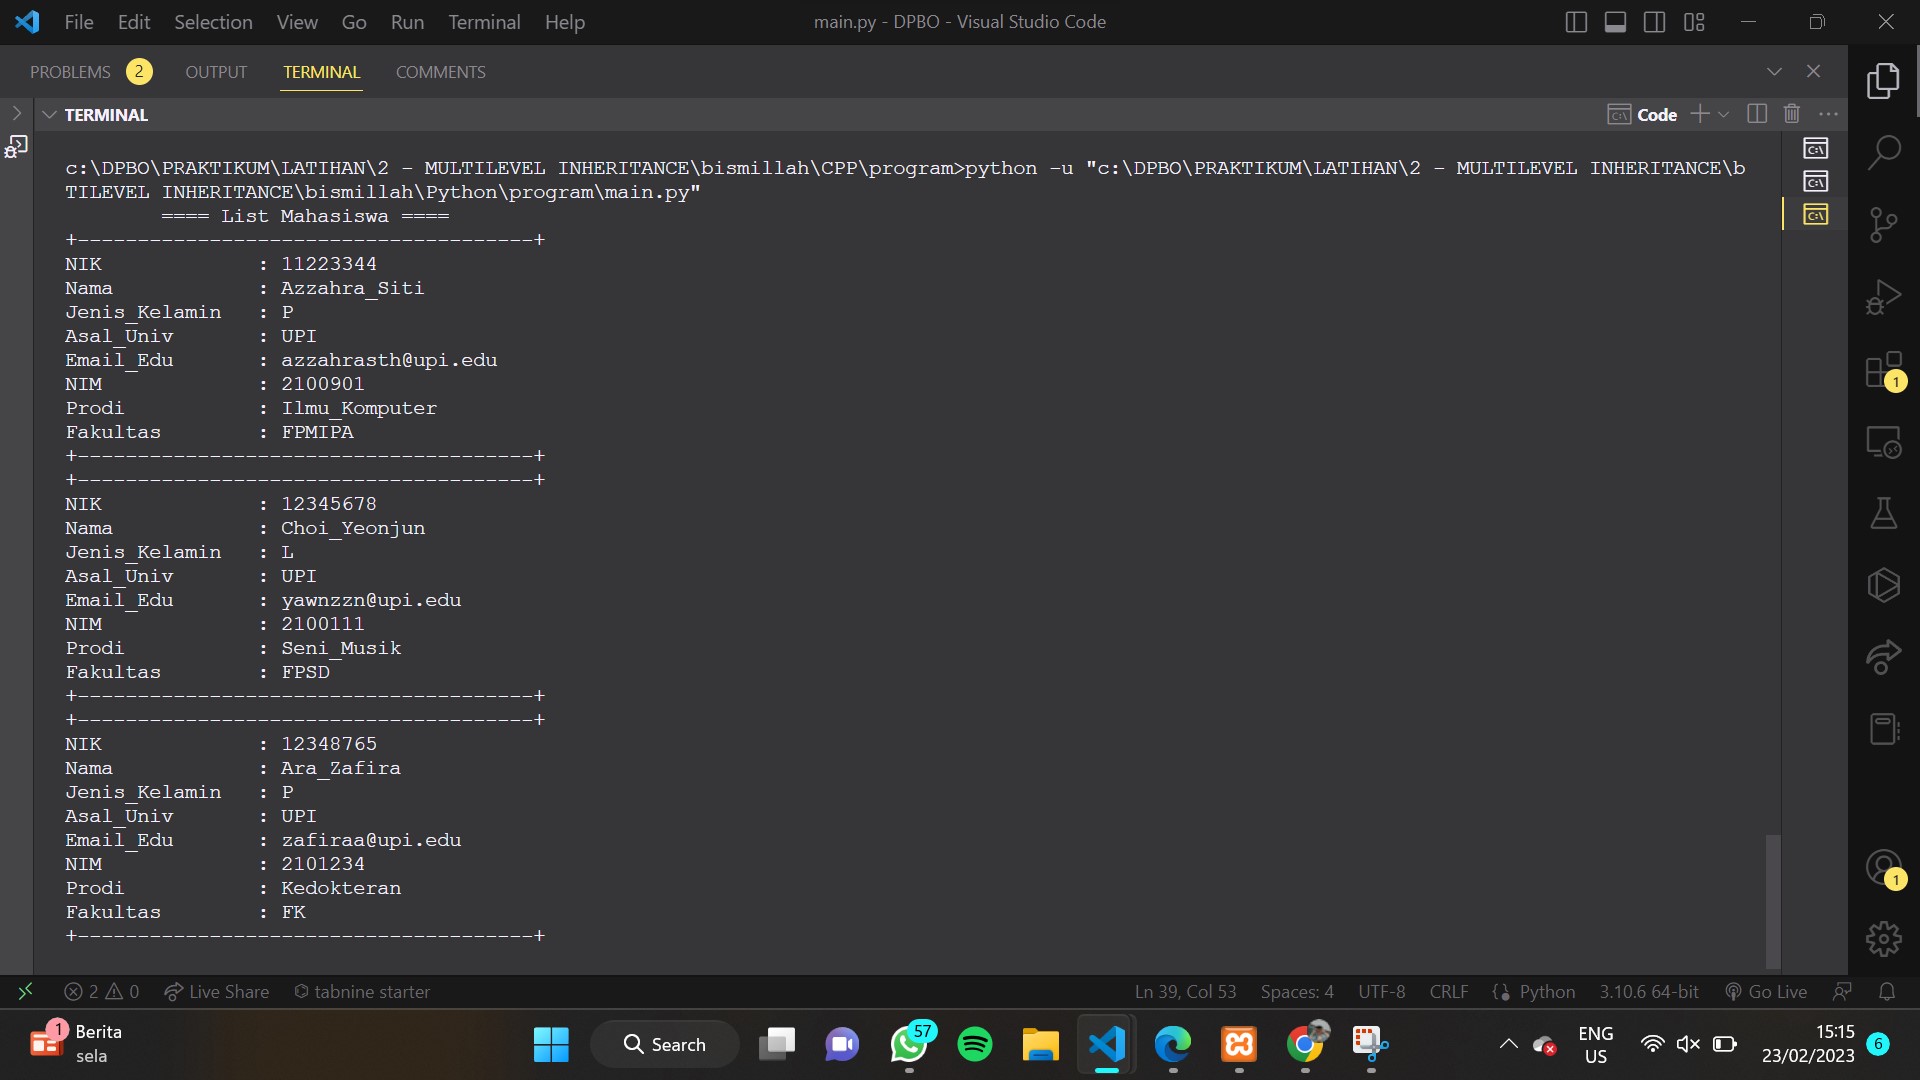 File Edit Selection View Go Run Terminal Help main.py - DPBO - Visual Studio Code
PROBLEMS 2 OUTPUT TERMINAL COMMENTS
TERMINAL Code
c:\DPBO\PRAKTIKUM\LATIHAN\2 - MULTILEVEL INHERITANCE\bismillah\CPP\program>python -u "c:\DPBO\PRAKTIKUM\LATIHAN\2 - MULTILEVEL INHERITANCE\b
TILEVEL INHERITANCE\bismillah\Python\program\main.py"
==== List Mahasiswa ====
+--------------------------------------+
NIK : 11223344
Nama : Azzahra_Siti
Jenis_Kelamin : P
Asal_Univ : UPI
Email_Edu : azzahrasth@upi.edu
NIM : 2100901
Prodi : Ilmu_Komputer
Fakultas : FPMIPA
+--------------------------------------+
+--------------------------------------+
NIK : 12345678
Nama : Choi_Yeonjun
Jenis_Kelamin : L
Asal_Univ : UPI
Email_Edu : yawnzzn@upi.edu
NIM : 2100111
Prodi : Seni_Musik
Fakultas : FPSD
+--------------------------------------+
+--------------------------------------+
NIK : 12348765
Nama : Ara_Zafira
Jenis_Kelamin : P
Asal_Univ : UPI
Email_Edu : zafiraa@upi.edu
NIM : 2101234
Prodi : Kedokteran
Fakultas : FK
+--------------------------------------+
1
1
2 0 Live Share tabnine starter Ln 39, Col 53 Spaces: 4 UTF-8 CRLF Python 3.10.6 64-bit Go Live
1 Berita
sela
Search
57
ENG
US
15:15
23/02/2023
6